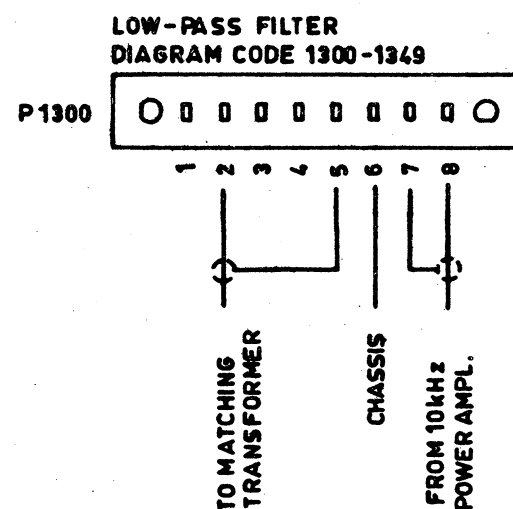 LOW-PASS FILTER
DIAGRAM CODE 1300-1349
P1300
1 2 3 4 5 6 7 8
TO MATCHING
TRANSFORMER
CHASSIS
FROM 10kHz
POWER AMPL.